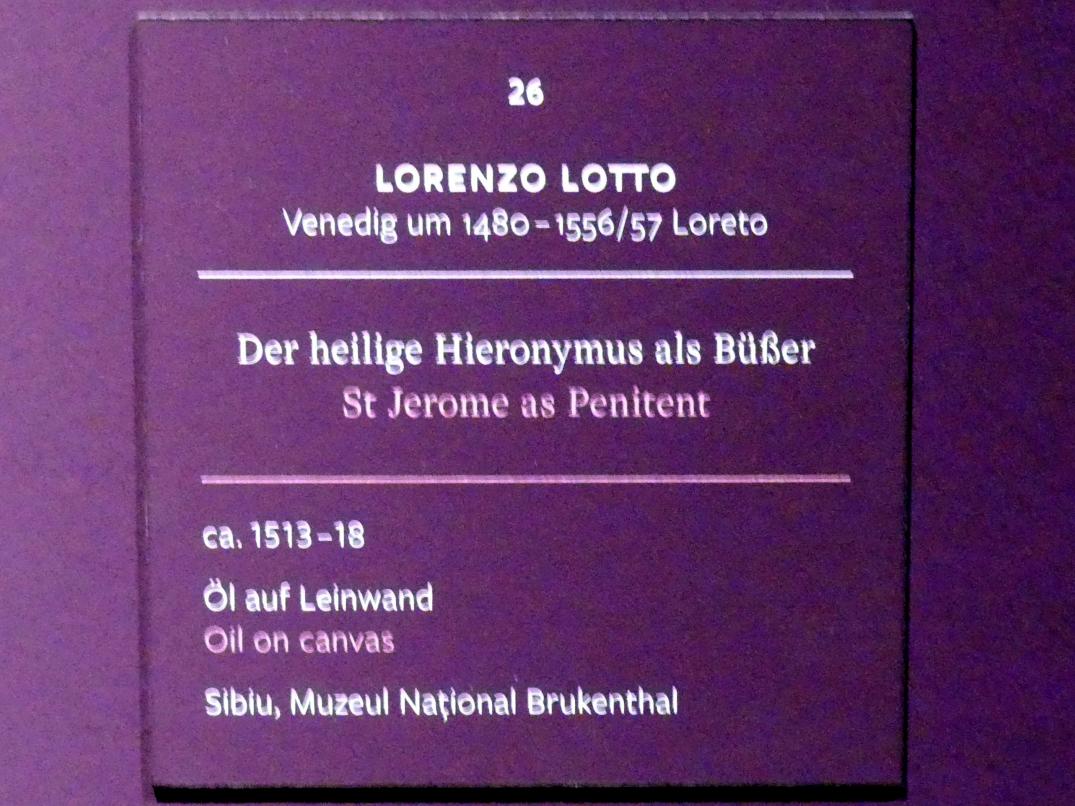 26
LORENZO LOTTO
Venedig um 1480–1556/57 Loreto
Der heilige Hieronymus als Büßer
St Jerome as Penitent
ca. 1513–18
Öl auf Leinwand
Oil on canvas
Sibiu, Muzeul Naţional Brukenthal